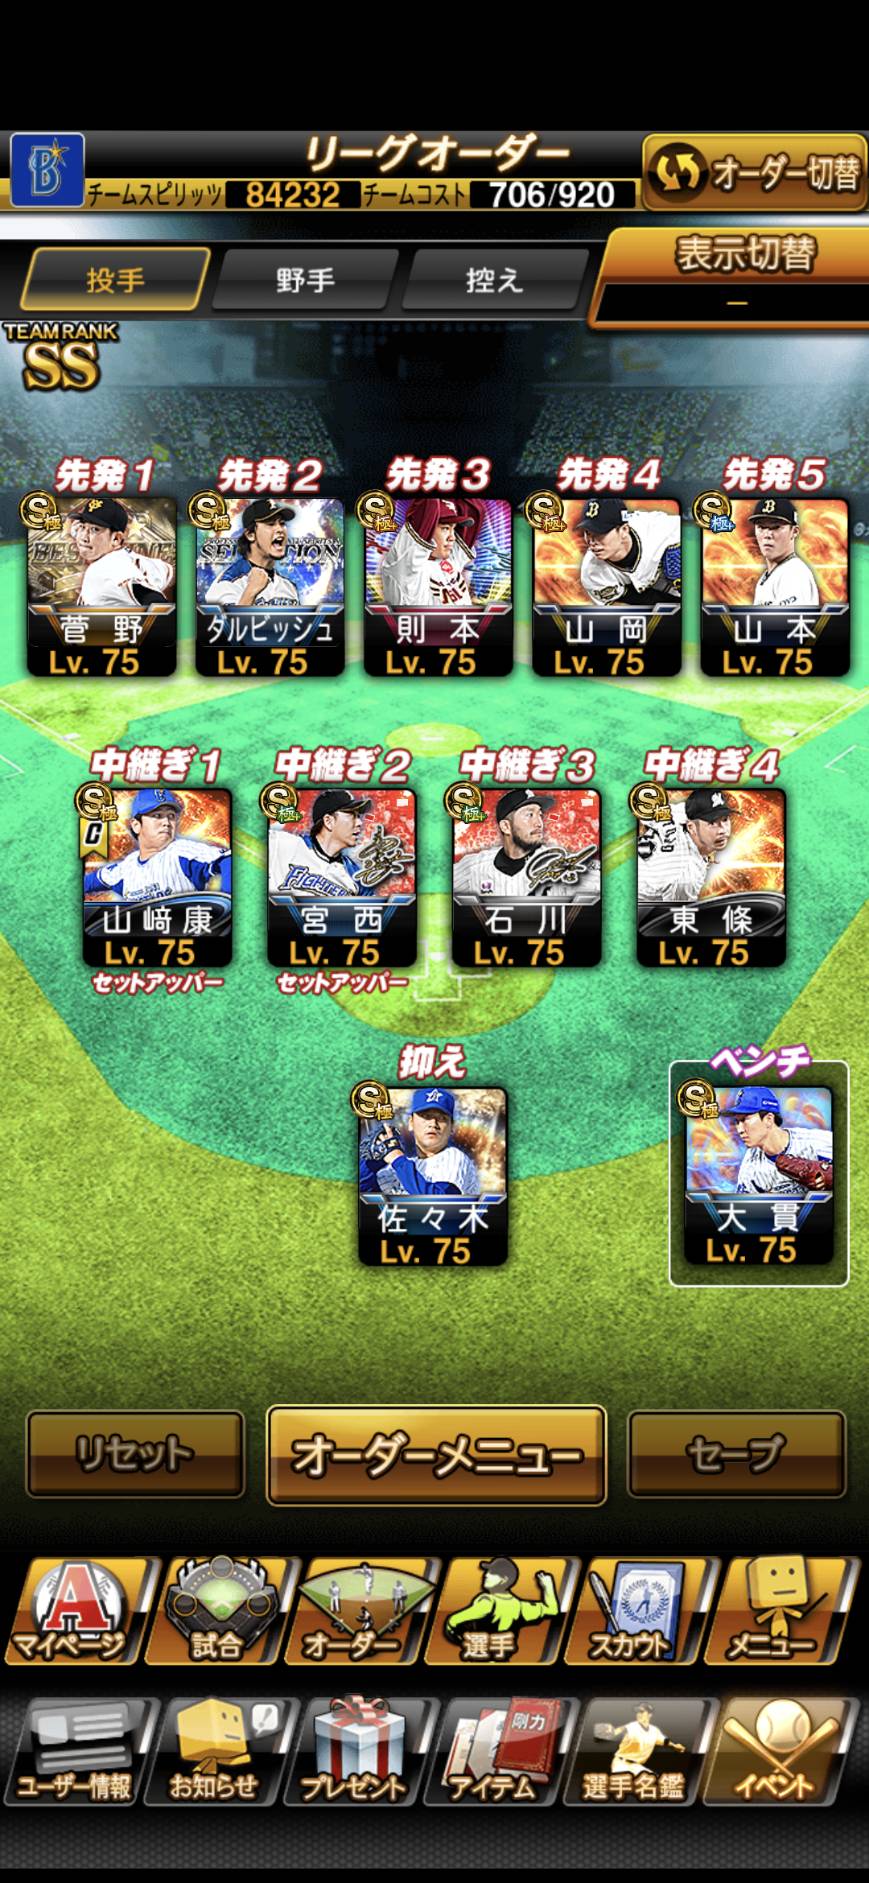 リーグオーダー
チームスピリッツ 84232 チームコスト 706/920
オーダー切替
投手 野手 控え
表示切替
TEAM RANK
SS
先発1 先発2 先発3 先発4 先発5
菅野 ダルビッシュ 則本 山岡 山本
Lv. 75 Lv. 75 Lv. 75 Lv. 75 Lv. 75
中継ぎ1 中継ぎ2 中継ぎ3 中継ぎ4
C
山﨑康 宮西 石川 東條
Lv. 75 Lv. 75 Lv. 75 Lv. 75
セットアッパー セットアッパー
抑え ベンチ
佐々木 大貫
Lv. 75 Lv. 75
リセット オーダーメニュー セーブ
マイページ 試合 オーダー 選手 スカウト メニュー
剛力
ユーザー情報 お知らせ プレゼント アイテム 選手名鑑 イベント